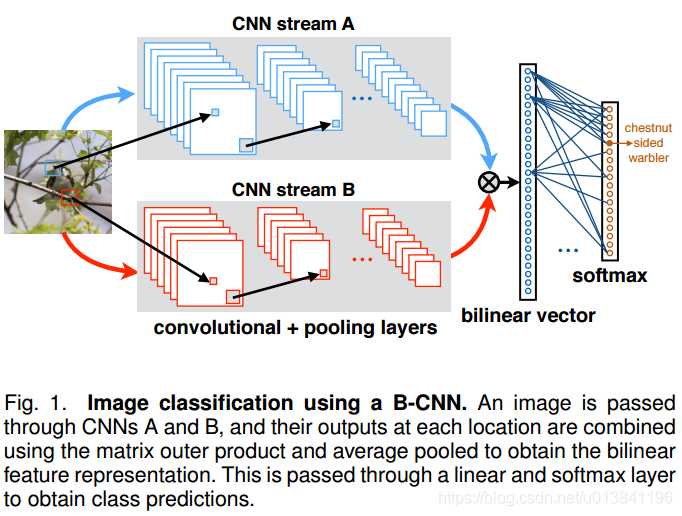 CNN stream A
chestnut
sided
warbler
CNN stream B
softmax
bilinear vector
convolutional + pooling layers
Fig. 1. Image classification using a B-CNN. An image is passed
through CNNs A and B, and their outputs at each location are combined
using the matrix outer product and average pooled to obtain the bilinear
feature representation. This is passed through a linear and softmax layer
to obtain class predictions.
https://blog.csdn.net/u013841196